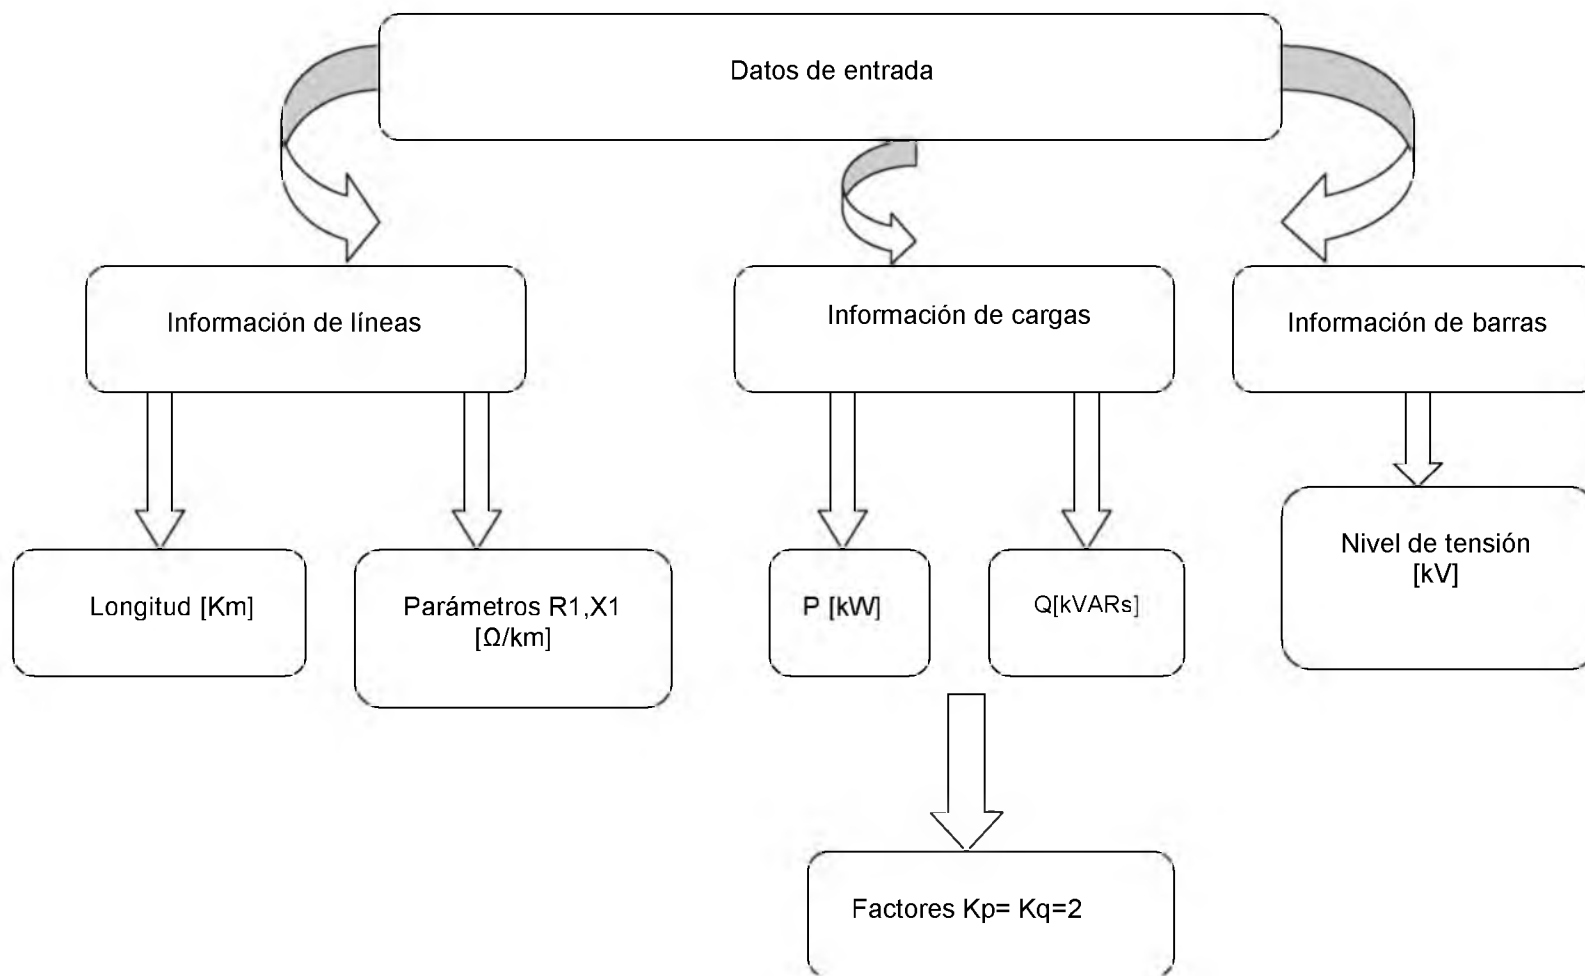 Datos de entrada
Información de líneas
Información de cargas
Información de barras
Longitud [Km]
Parámetros R1,X1
[Ω/km]
P [kW]
Q[kVARs]
Nivel de tensión
[kV]
Factores Kp= Kq=2